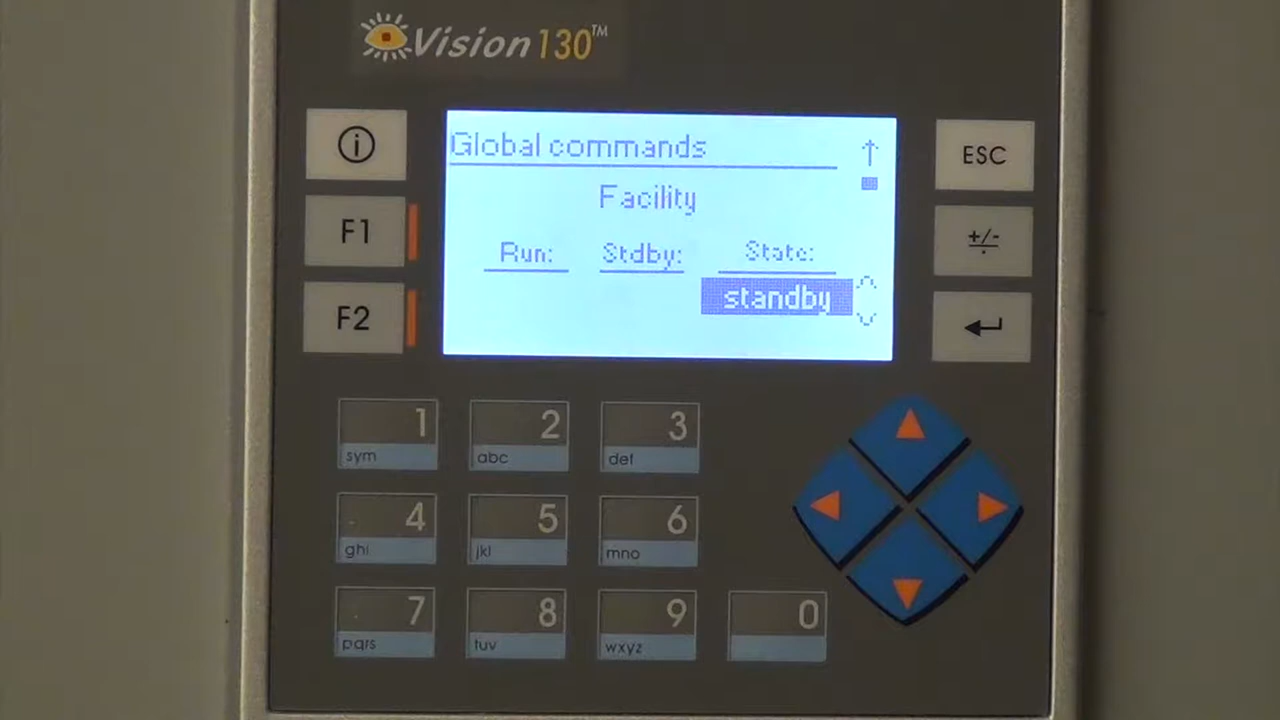 Vision130™
Global commands
Facility
Run: Stdby: State:
standby
i
F1
F2
ESC
+/-
1 sym
2 abc
3 def
4 ghi
5 jkl
6 mno
7 pqrs
8 tuv
9 wxyz
0